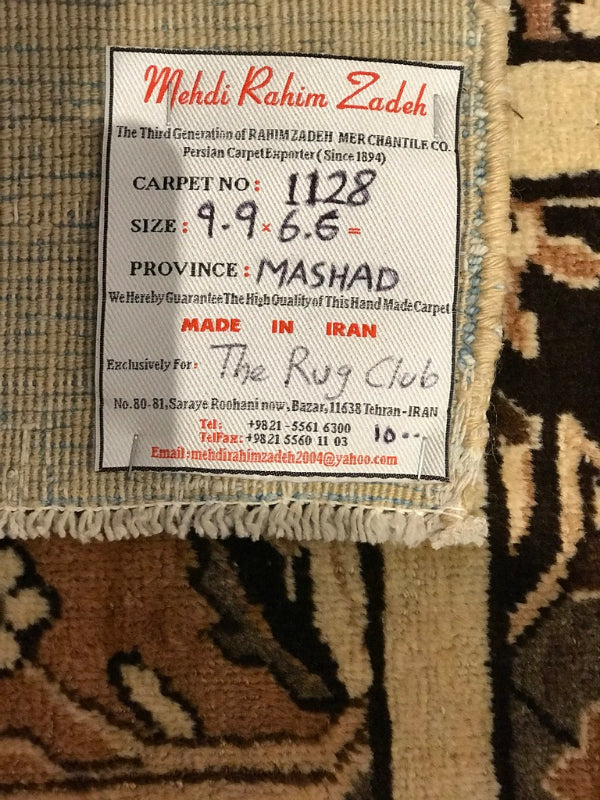 Mehdi Rahim Zadeh
The Third Generation of RAHIMZADEH MERCHANTILE CO.
Persian Carpet Exporter ( Since 1894)
CARPET NO : 1128
SIZE : 9.9 × 6.6 =
PROVINCE : MASHAD
We Hereby Guarantee The High Quality of This Hand Made Carpet
MADE IN IRAN
Exclusively For: The Rug Club
No.80-81,Saraye Roohani now,Bazar,11638 Tehran-IRAN
Tel: +9821-5561 6300
TelFax: +9821 5560 11 03 10--
Email:mehdirahimzadeh2004@yahoo.com